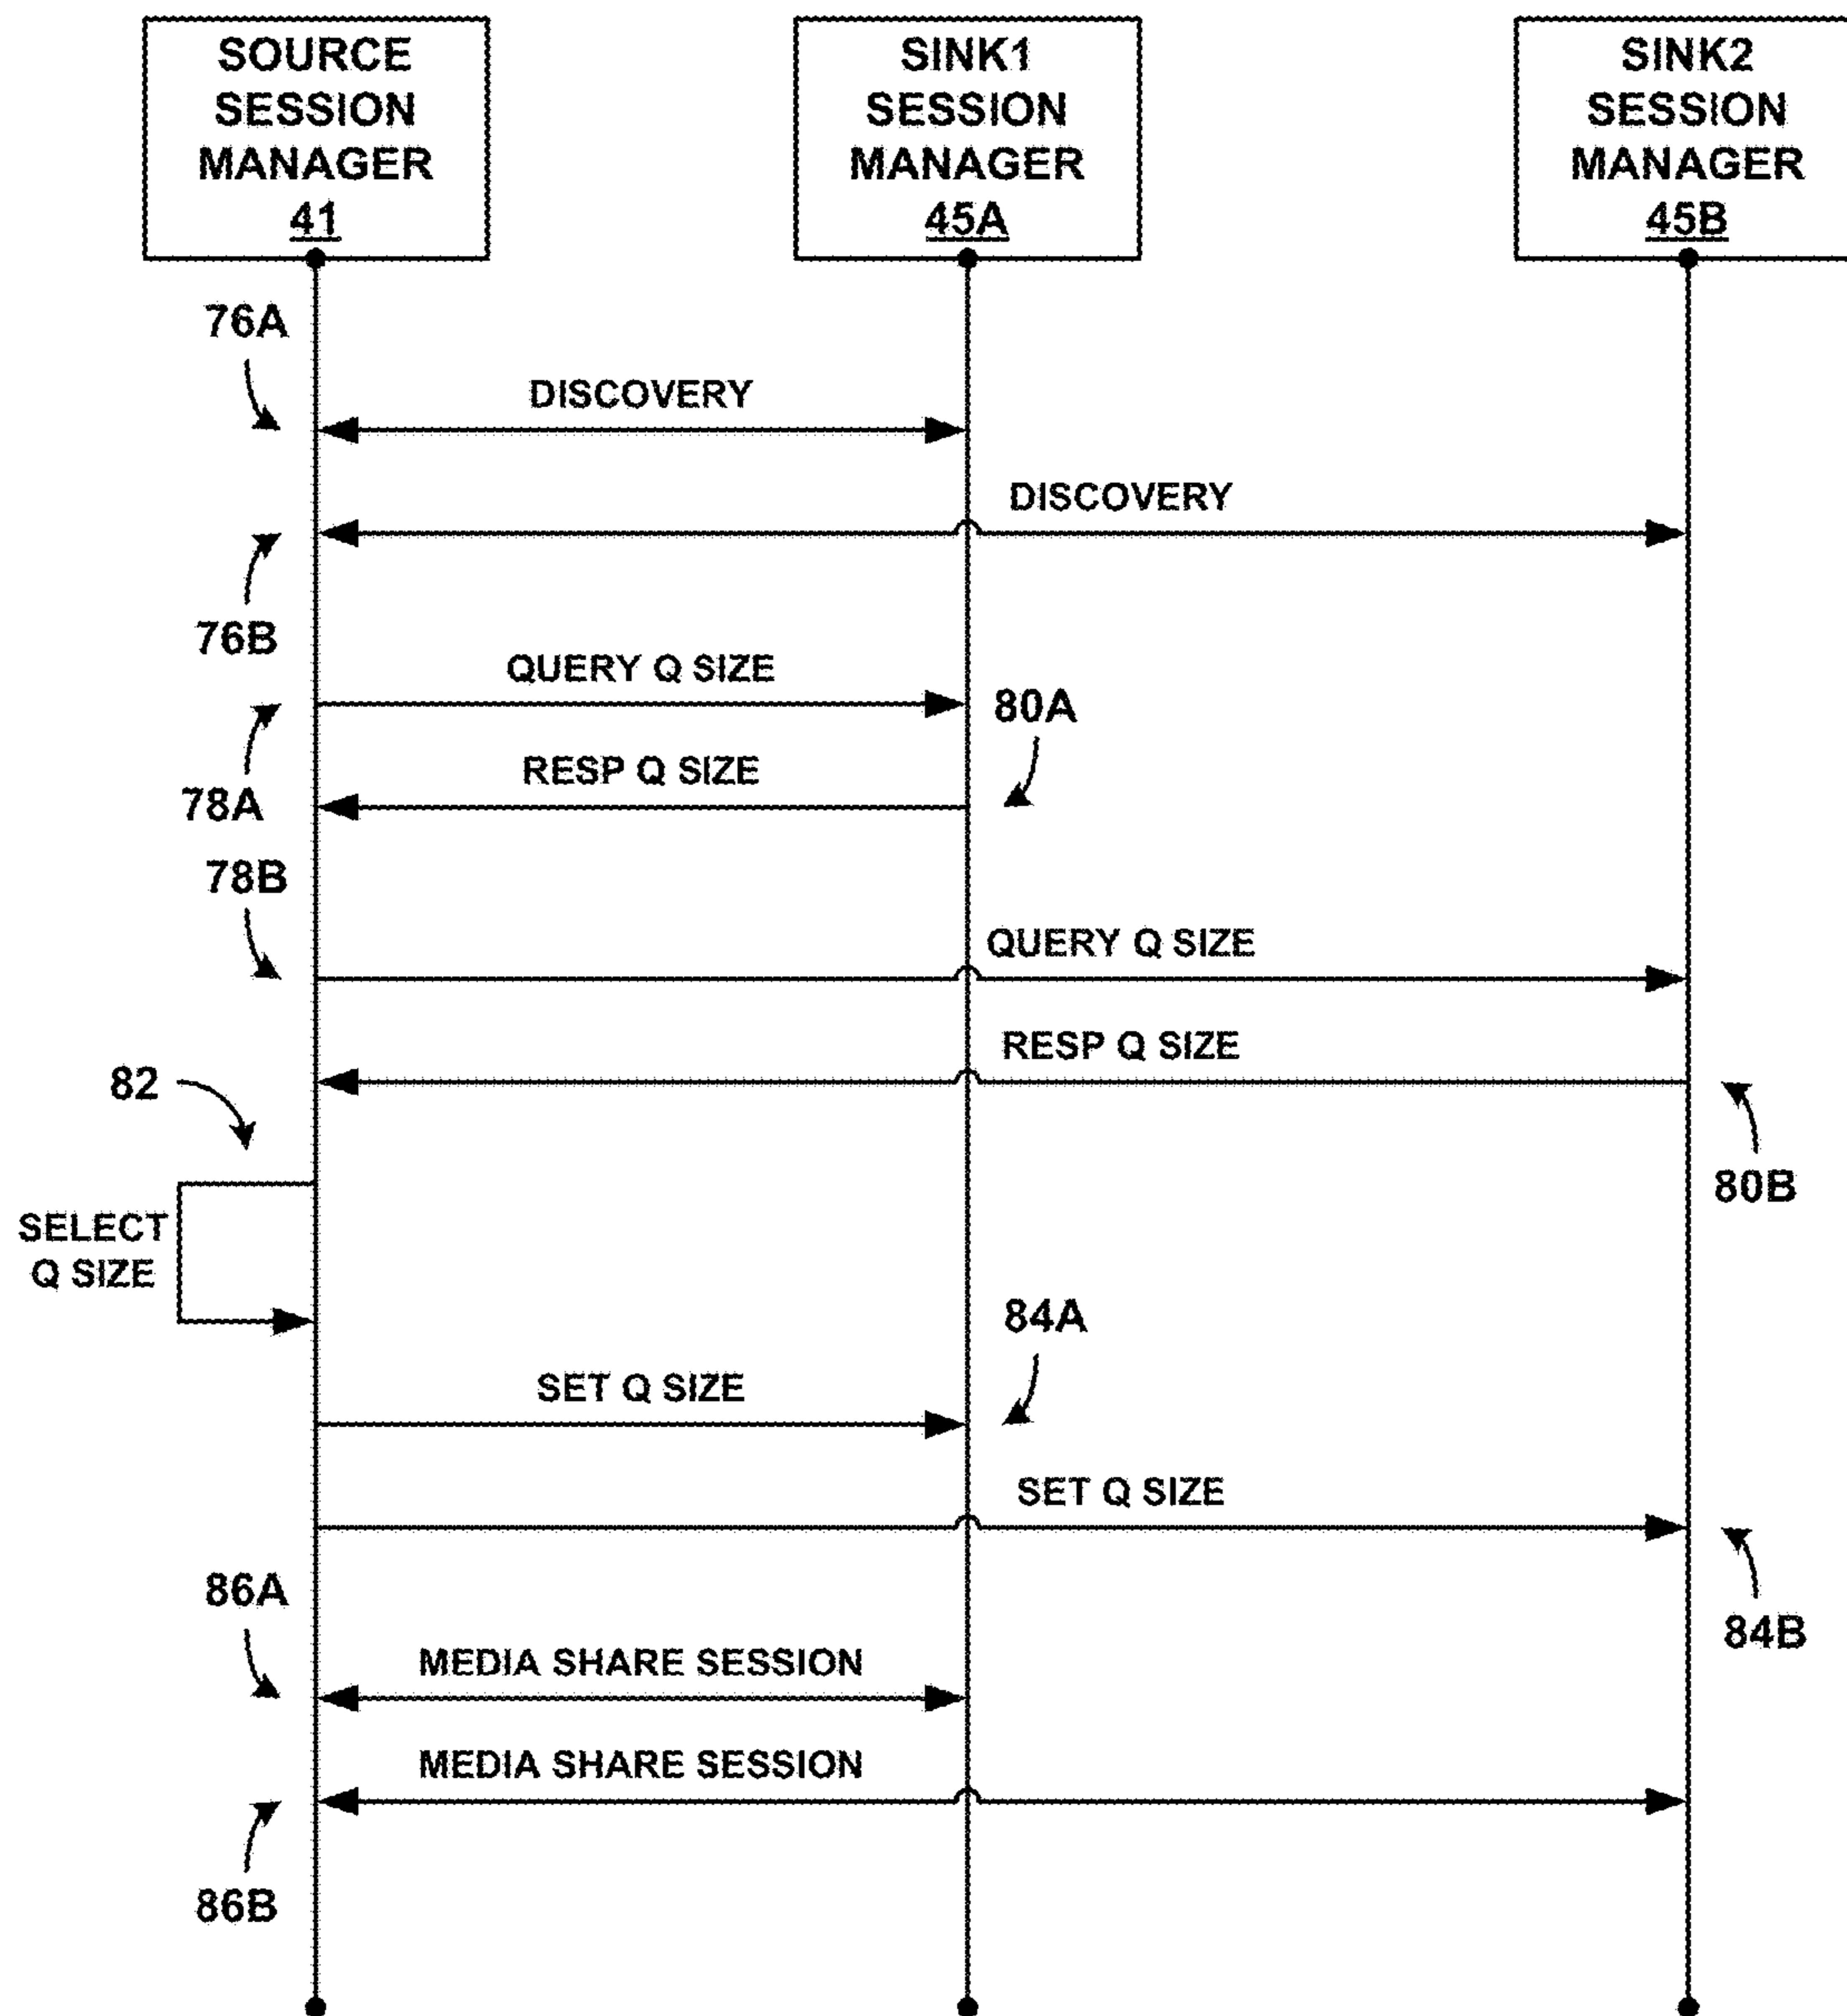 SOURCE
SESSION
MANAGER
41
SINK1
SESSION
MANAGER
45A
SINK2
SESSION
MANAGER
45B
76A
DISCOVERY
DISCOVERY
76B
QUERY Q SIZE
80A
RESP Q SIZE
78A
78B
QUERY Q SIZE
RESP Q SIZE
82
80B
SELECT
Q SIZE
84A
SET Q SIZE
SET Q SIZE
86A
84B
MEDIA SHARE SESSION
MEDIA SHARE SESSION
86B